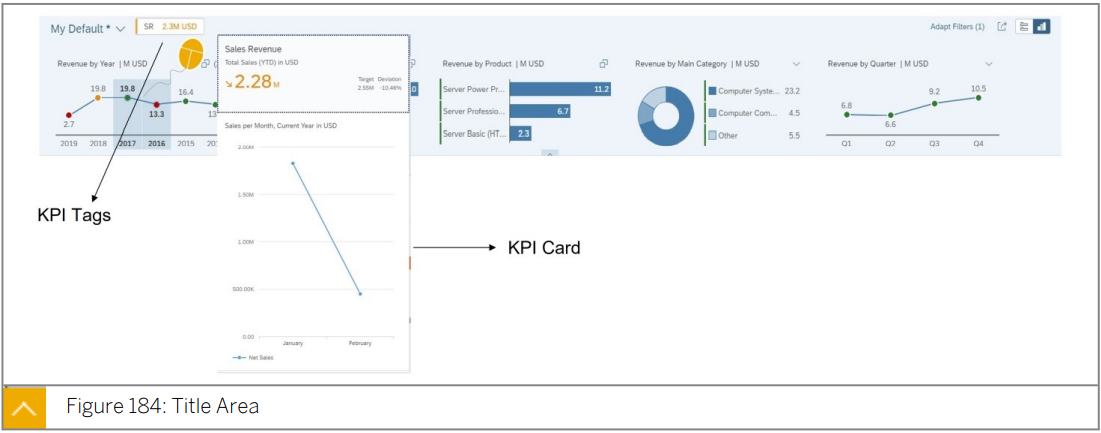 My Default *
SR 2.3M USD
Adapt Filters (1)
Revenue by Year | M USD
2.7
19.8
19.8
13.3
16.4
13
2019 2018 2017 2016 2015 20
Sales Revenue
Total Sales (YTD) in USD
2.28 M
Target Deviation
2.55M -10.46%
Sales per Month, Current Year in USD
2.00M
1.50M
1.00M
500.00K
0.00
January February
Net Sales
Revenue by Product | M USD
Server Power Pr... 11.2
Server Professio... 6.7
Server Basic (HT... 2.3
Revenue by Main Category | M USD
Computer Syste... 23.2
Computer Com... 4.5
Other 5.5
Revenue by Quarter | M USD
6.8
6.6
9.2
10.5
Q1 Q2 Q3 Q4
KPI Tags
KPI Card
Figure 184: Title Area